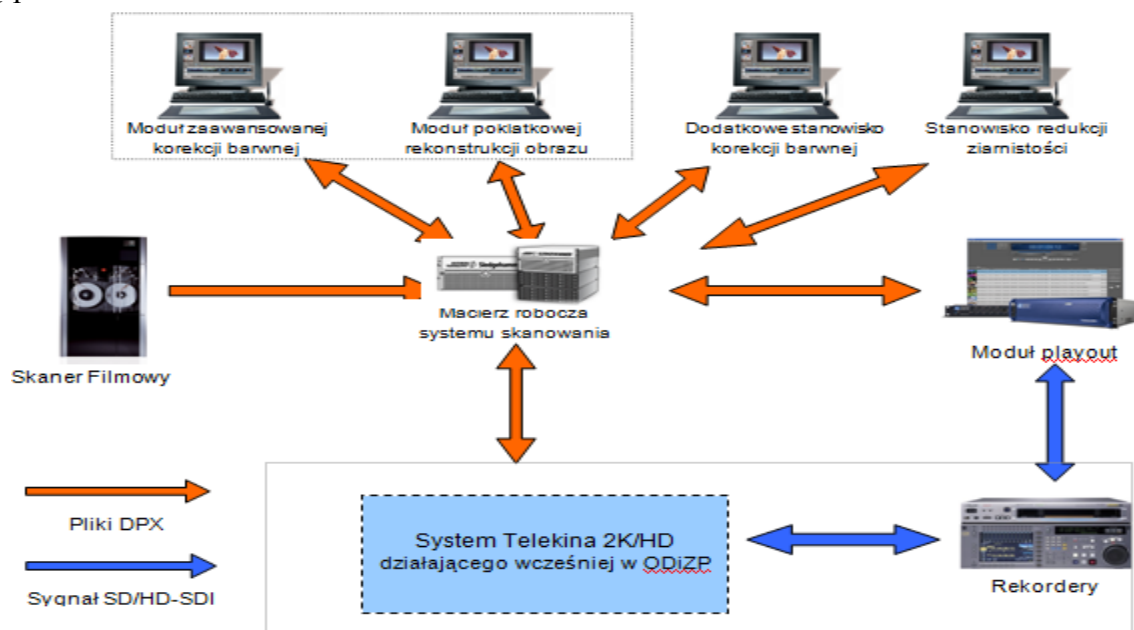 Moduł zaawansowanej
korekcji barwnej
Moduł poklatkowej
rekonstrukcji obrazu
Dodatkowe stanowisko
korekcji barwnej
Stanowisko redukcji
ziarnistości
Macierz robocza
systemu skanowania
Moduł playout
Skaner Filmowy
Pliki DPX
System Telekina 2K/HD
działającego wcześniej w ODiZP
Rekordery
Sygnał SD/HD-SDI